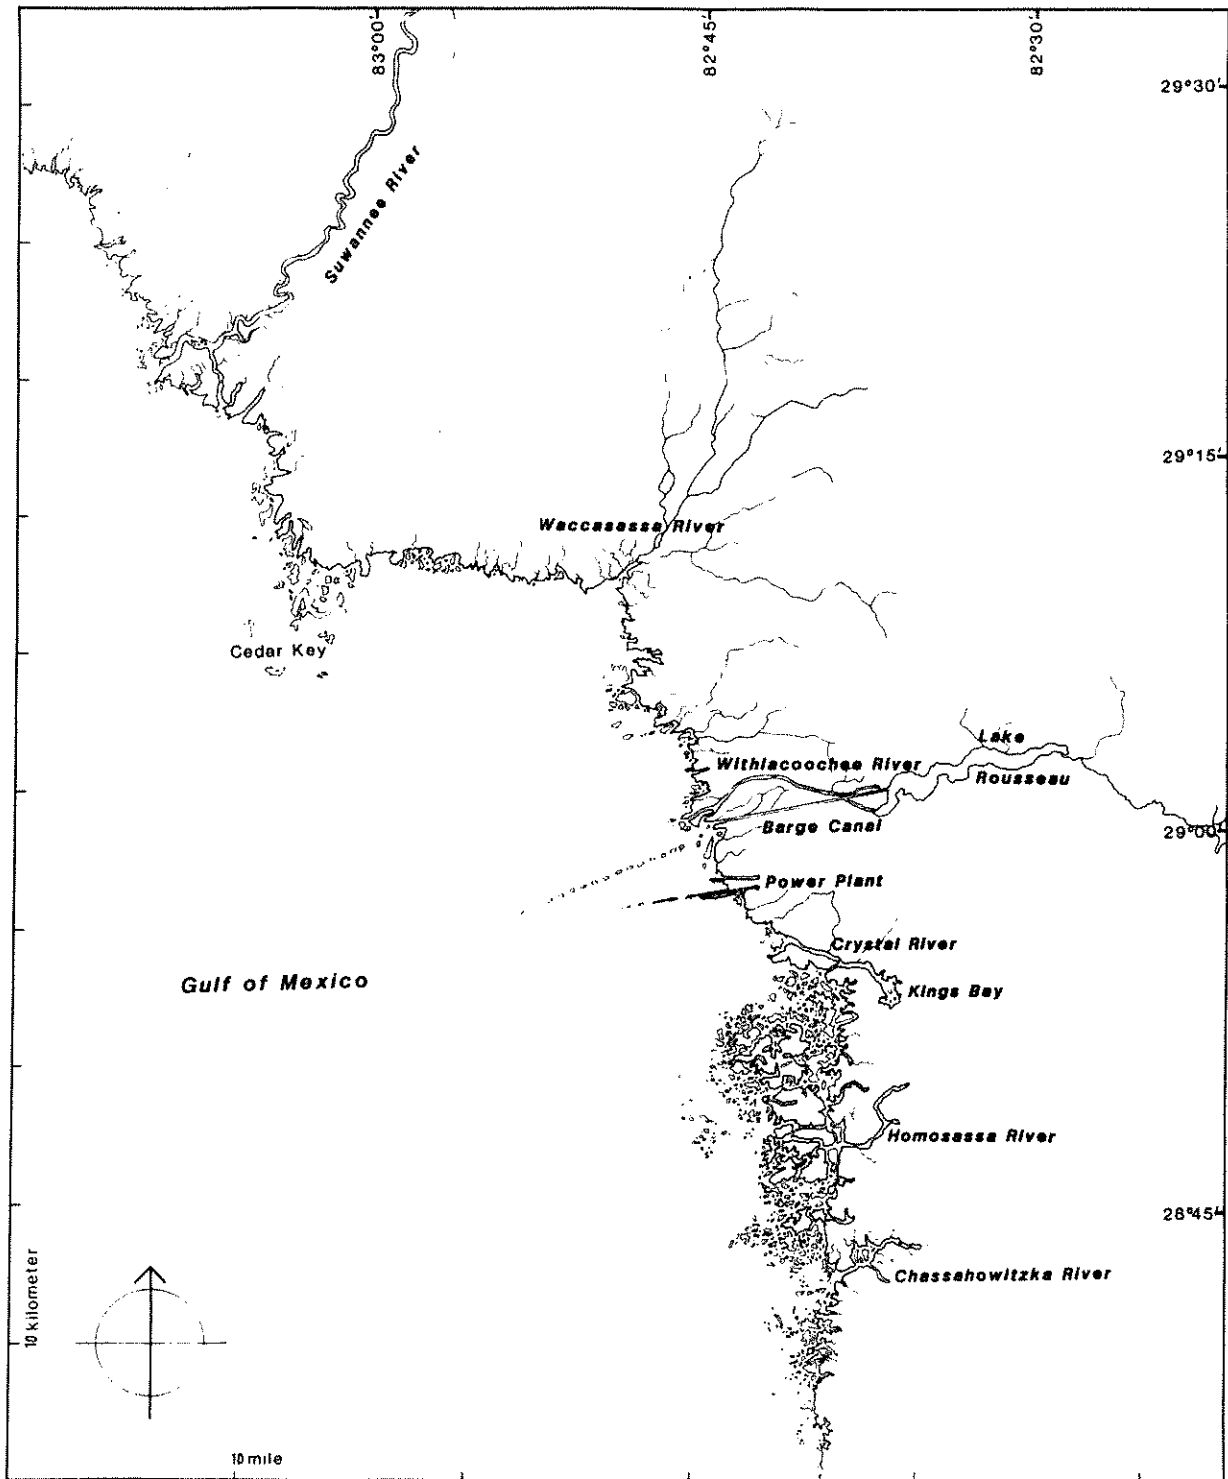 83°00'
82°45'
82°30'
29°30'
Suwannee River
29°15'
Waccasassa River
Cedar Key
Lake
Rousseau
Withlacoochee River
Barge Canal
29°00'
Power Plant
Crystal River
Gulf of Mexico
Kings Bay
Homosassa River
28°45'
Chassahowitzka River
10 kilometer
10 mile